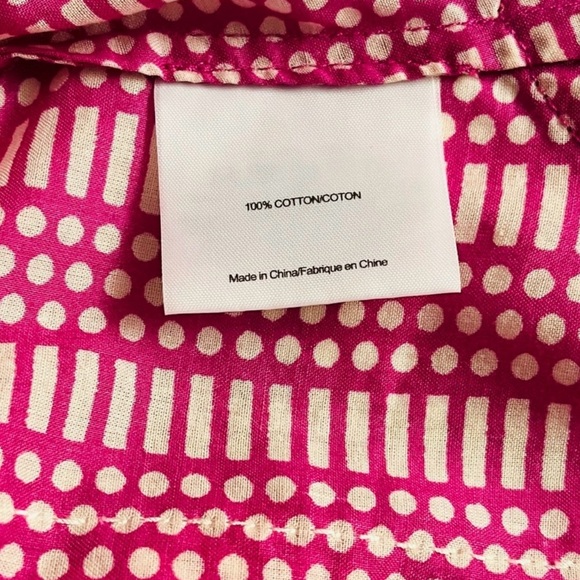 100% COTTON/COTON
Made in China/Fabrique en Chine